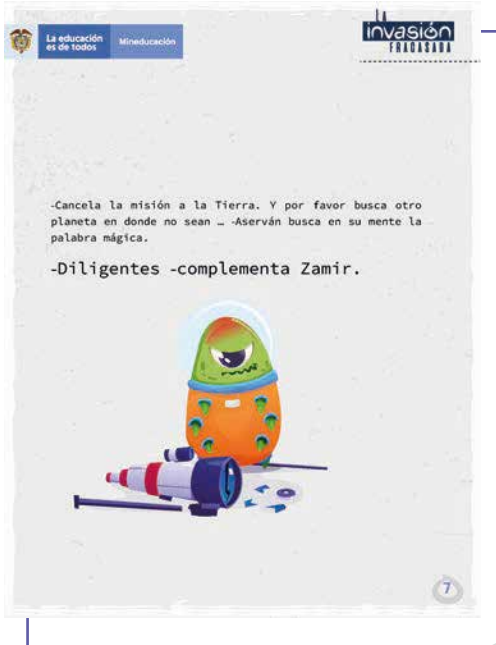 La educación
es de todos
Mineducación
La
invasión
FRACASADA
-Cancela la misión a la Tierra. Y por favor busca otro
planeta en donde no sean … -Aserván busca en su mente la
palabra mágica.
-Diligentes -complementa Zamir.
7